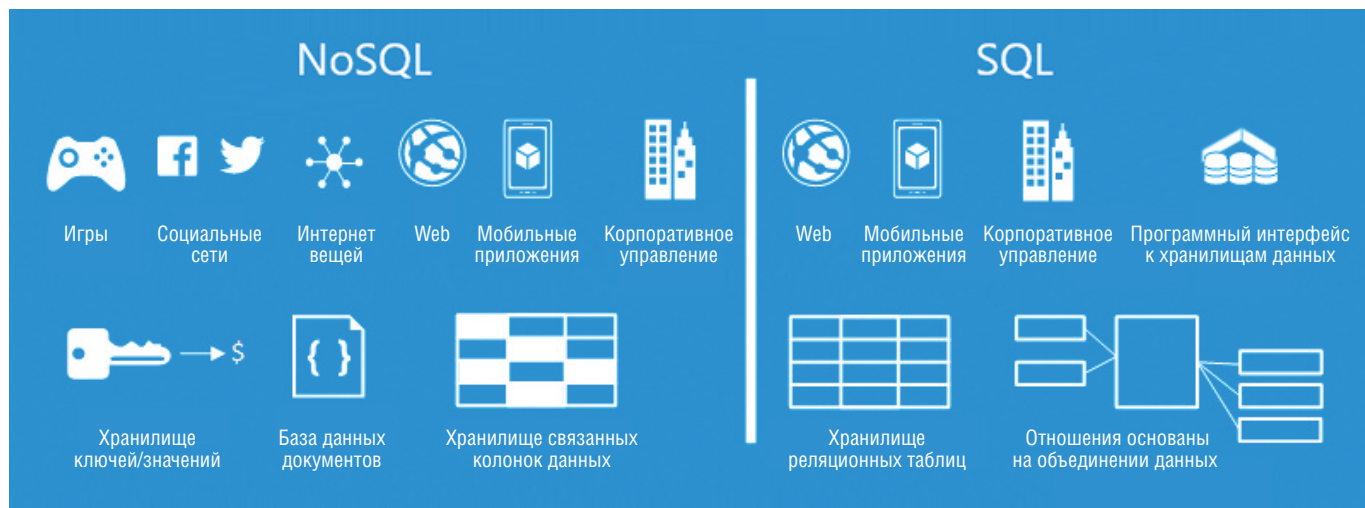 NoSQL
SQL
Игры
Социальные
сети
Интернет
вещей
Web
Мобильные
приложения
Корпоративное
управление
Web
Мобильные
приложения
Корпоративное
управление
Программный интерфейс
к хранилищам данных
$
{ }
Хранилище
ключей/значений
База данных
документов
Хранилище связанных
колонок данных
Хранилище
реляционных таблиц
Отношения основаны
на объединении данных